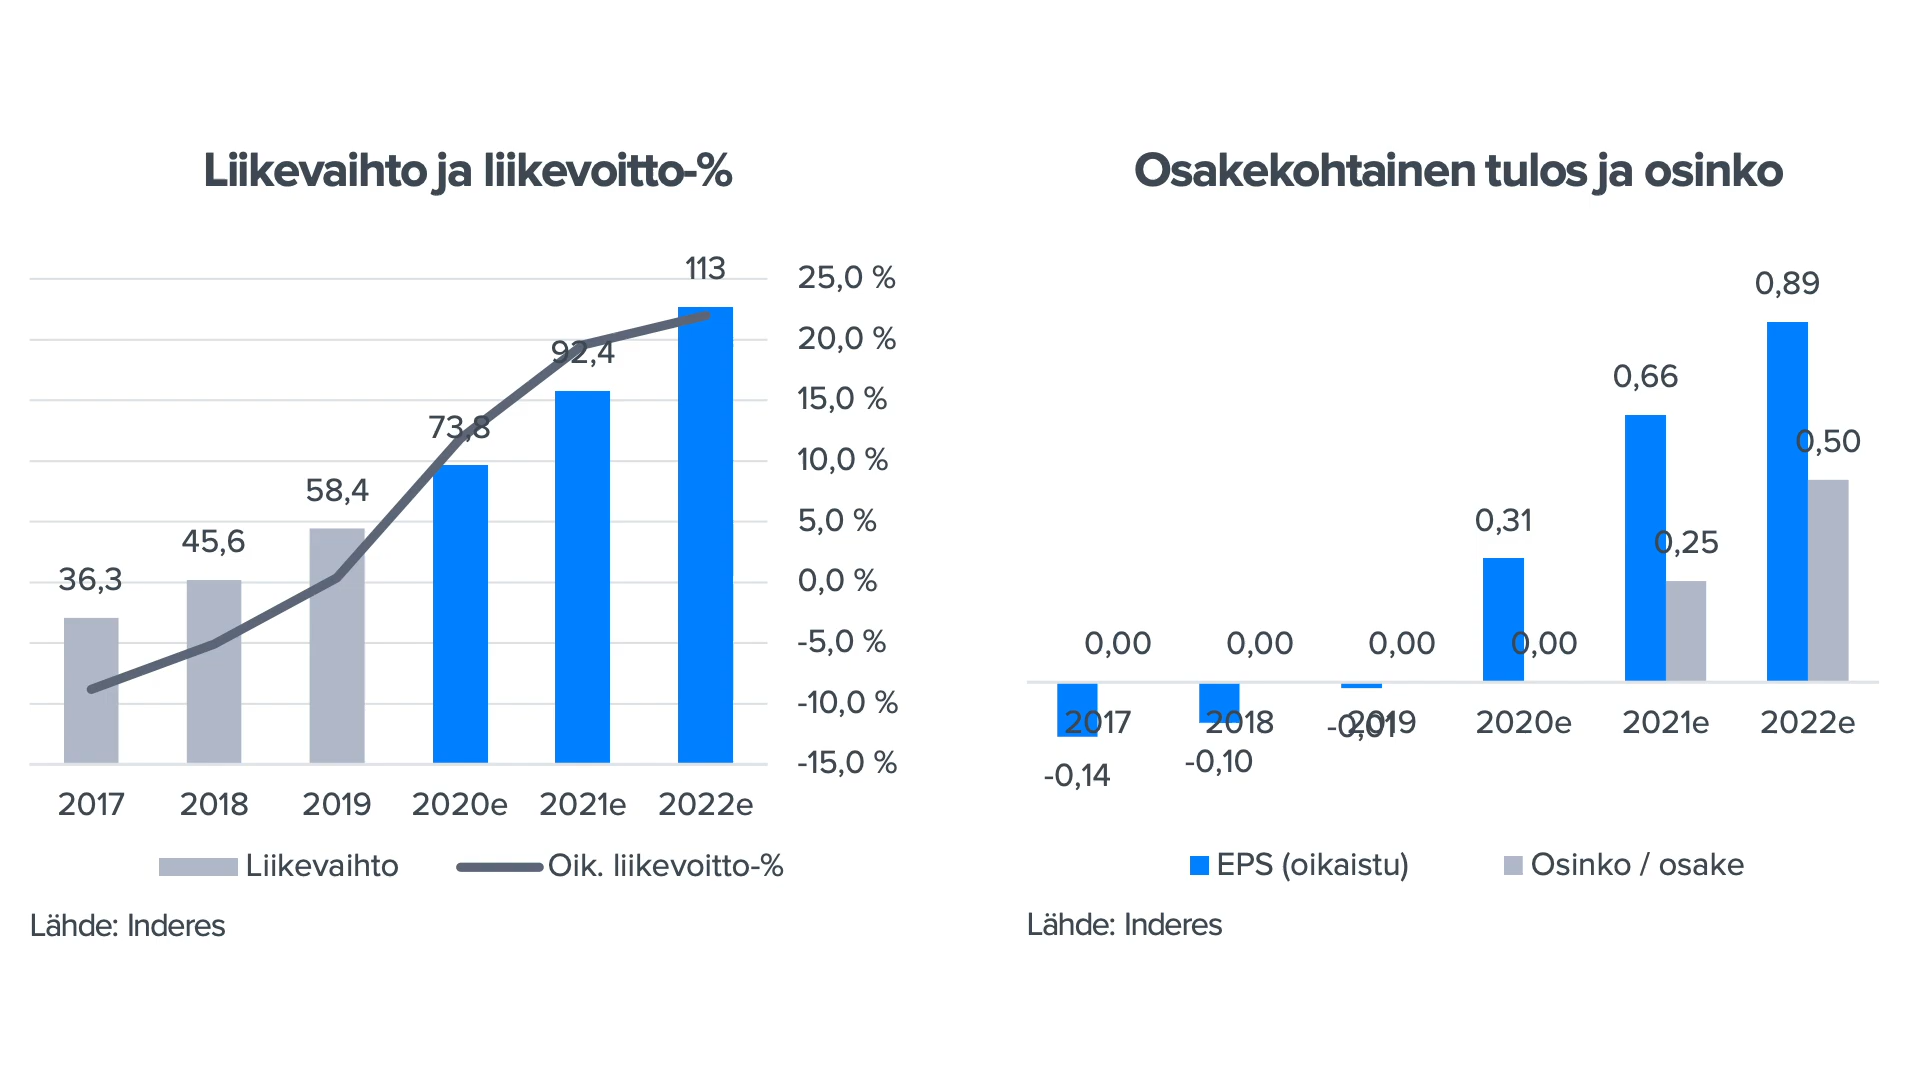 Liikevaihto ja liikevoitto-%
113
92,4
73,8
58,4
45,6
36,3
25,0 %
20,0 %
15,0 %
10,0 %
5,0 %
0,0 %
-5,0 %
-10,0 %
-15,0 %
2017 2018 2019 2020e 2021e 2022e
Liikevaihto Oik. liikevoitto-%
Lähde: Inderes
Osakekohtainen tulos ja osinko
0,89
0,66
0,50
0,31
0,25
0,00 0,00 0,00 0,00
2017 2018 2019 2020e 2021e 2022e
-0,01
-0,10
-0,14
EPS (oikaistu) Osinko / osake
Lähde: Inderes